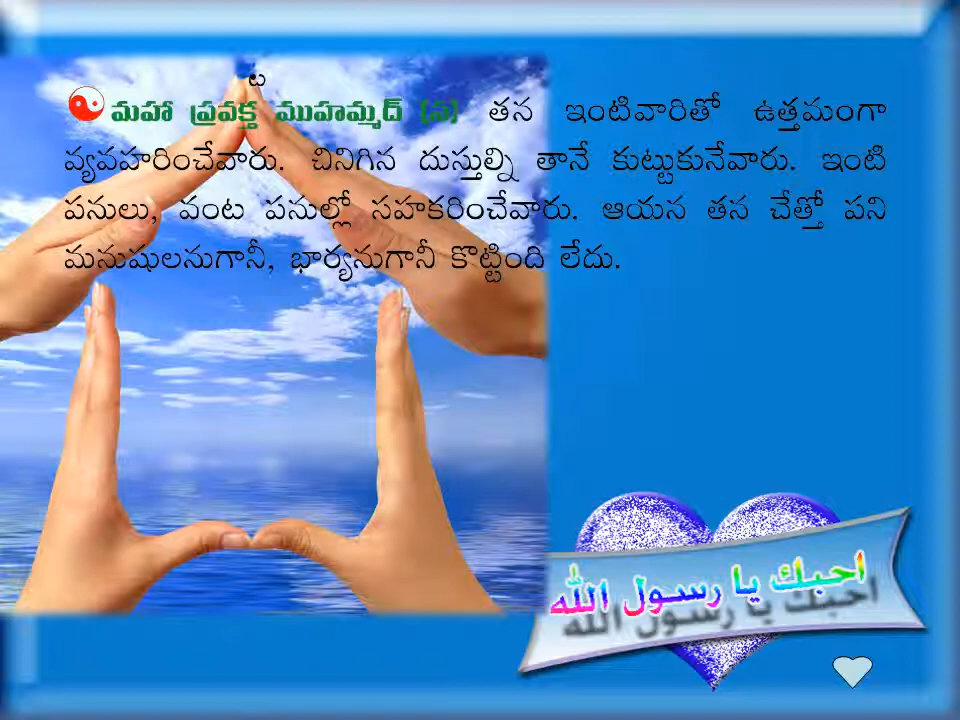 ట
మహా ప్రవక్త ముహమ్మద్ (స) తన ఇంటివారితో ఉత్తమంగా
వ్యవహరించేవారు. చినిగిన దుస్తుల్ని తానే కుట్టుకునేవారు. ఇంటి
పనులు, వంట పనుల్లో సహకరించేవారు. ఆయన తన చేత్తో పని
మనుషులనుగానీ, భార్యనుగానీ కొట్టింది లేదు.
احبك يا رسول الله